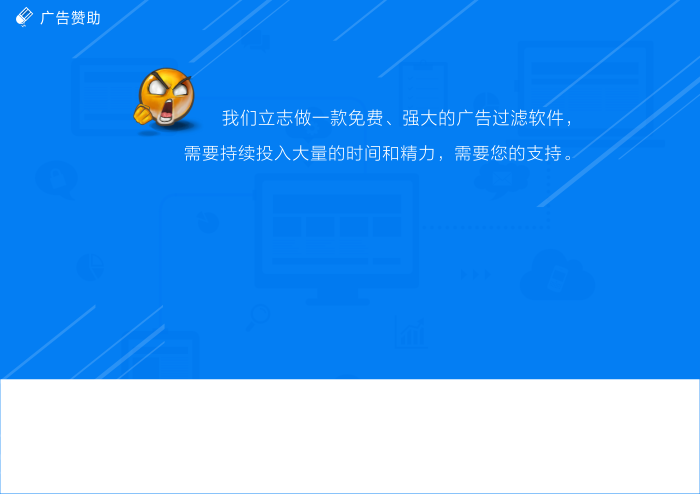 广告赞助
我们立志做一款免费、强大的广告过滤软件，
需要持续投入大量的时间和精力，需要您的支持。